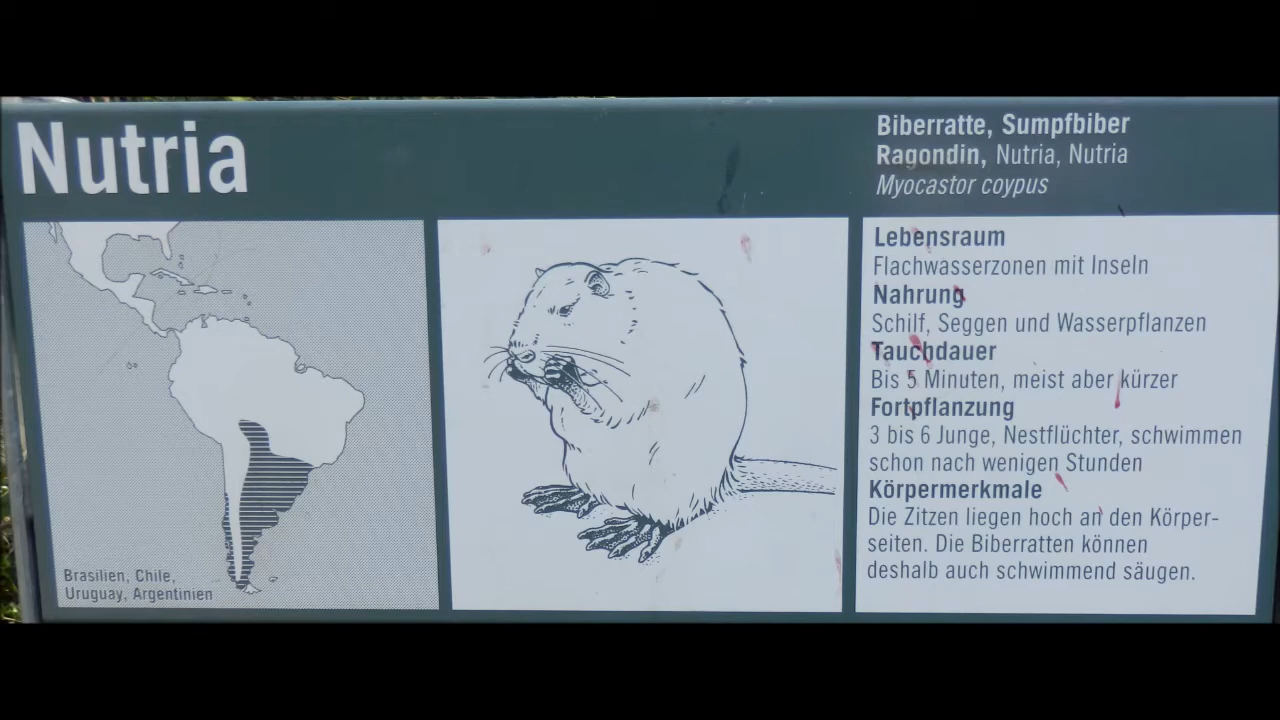 Nutria
Biberratte, Sumpfbiber
Ragondin, Nutria, Nutria
Myocastor coypus
Brasilien, Chile,
Uruguay, Argentinien
Lebensraum
Flachwasserzonen mit Inseln
Nahrung
Schilf, Seggen und Wasserpflanzen
Tauchdauer
Bis 5 Minuten, meist aber kürzer
Fortpflanzung
3 bis 6 Junge, Nestflüchter, schwimmen
schon nach wenigen Stunden
Körpermerkmale
Die Zitzen liegen hoch an den Körper-
seiten. Die Biberratten können
deshalb auch schwimmend säugen.